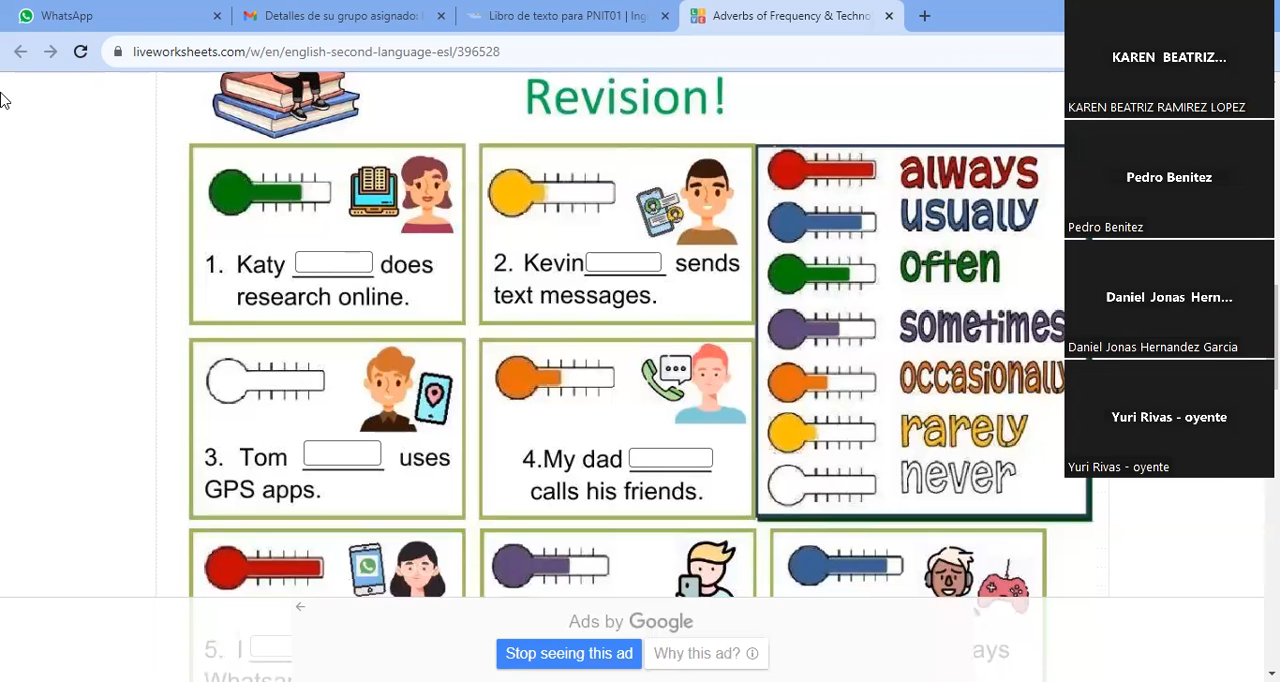 WhatsApp
Detalles de su grupo asignado:
Libro de texto para PNIT01 | Ing
Adverbs of Frequency & Techno
liveworksheets.com/w/en/english-second-language-esl/396528
Revision!
1. Katy does
research online.
2. Kevin sends
text messages.
always
usually
often
sometimes
occasionally
rarely
never
3. Tom uses
GPS apps.
4.My dad
calls his friends.
5. I
Whatsap
ays
Ads by Google
Stop seeing this ad
Why this ad?
KAREN BEATRIZ...
KAREN BEATRIZ RAMIREZ LOPEZ
Pedro Benitez
Pedro Benitez
Daniel Jonas Hern...
Daniel Jonas Hernandez Garcia
Yuri Rivas - oyente
Yuri Rivas - oyente